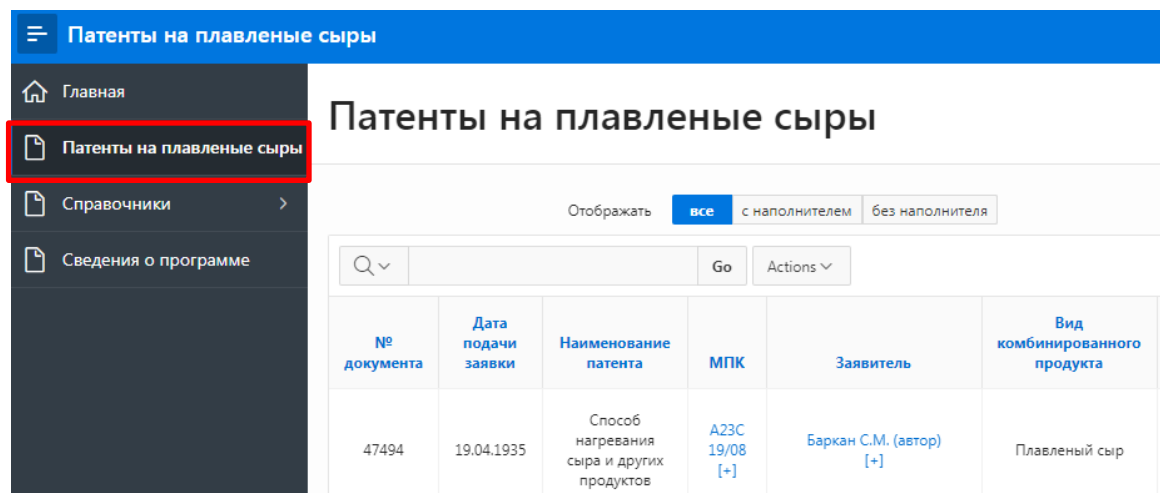 Патенты на плавленые сыры
Главная
Патенты на плавленые сыры
Справочники
Сведения о программе
Патенты на плавленые сыры
Отображать все с наполнителем без наполнителя
Go Actions
№ документа
Дата подачи заявки
Наименование патента
МПК
Заявитель
Вид комбинированного продукта
47494
19.04.1935
Способ
нагревания
сыра и других
продуктов
A23C
19/08
[+]
Баркан С.М. (автор)
[+]
Плавленый сыр